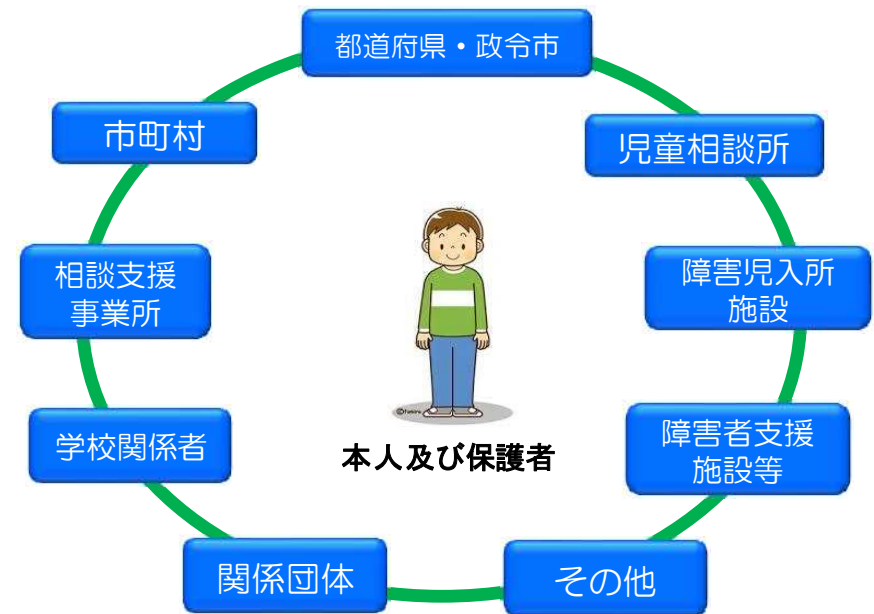 都道府県・政令市
市町村
児童相談所
相談支援
事業所
障害児入所
施設
学校関係者
障害者支援
施設等
本人及び保護者
関係団体
その他